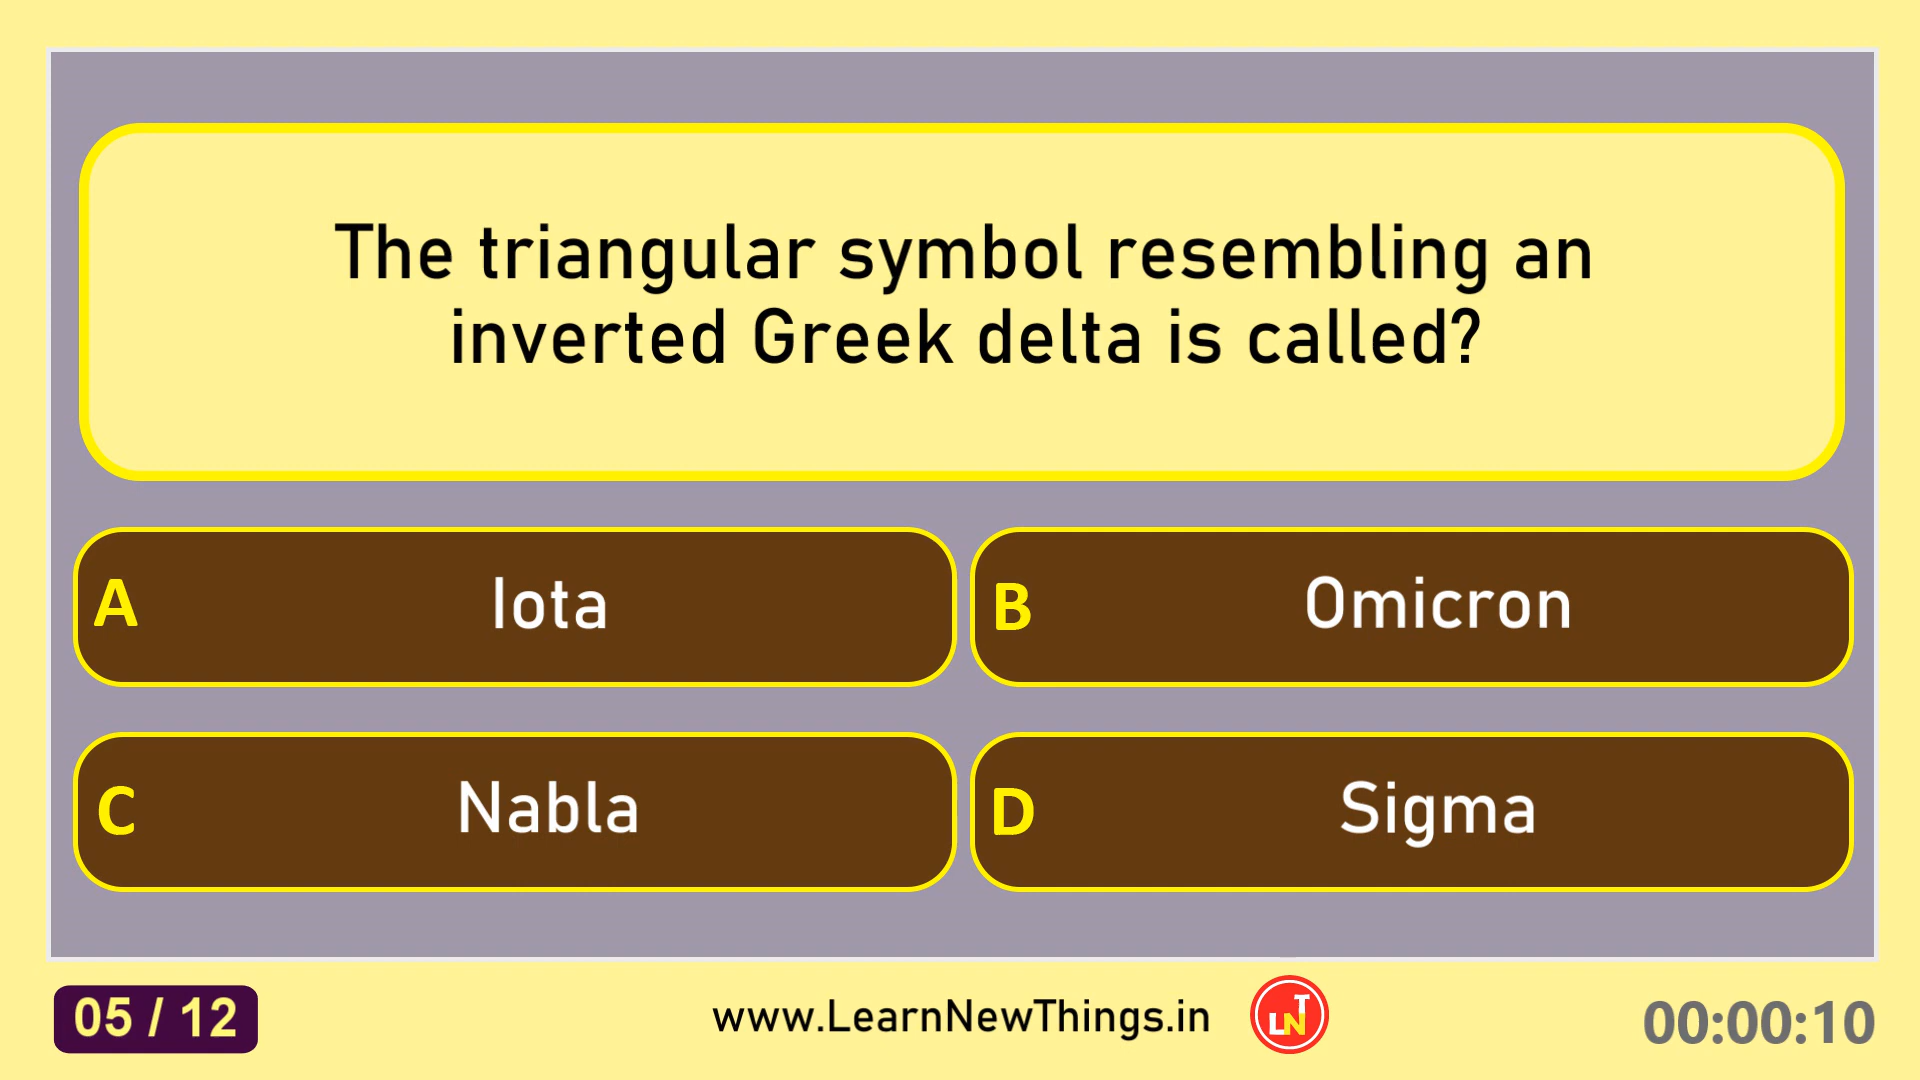 The triangular symbol resembling an
inverted Greek delta is called?
A Iota
B Omicron
C Nabla
D Sigma
05 / 12
www.LearnNewThings.in
LNT
00:00:10